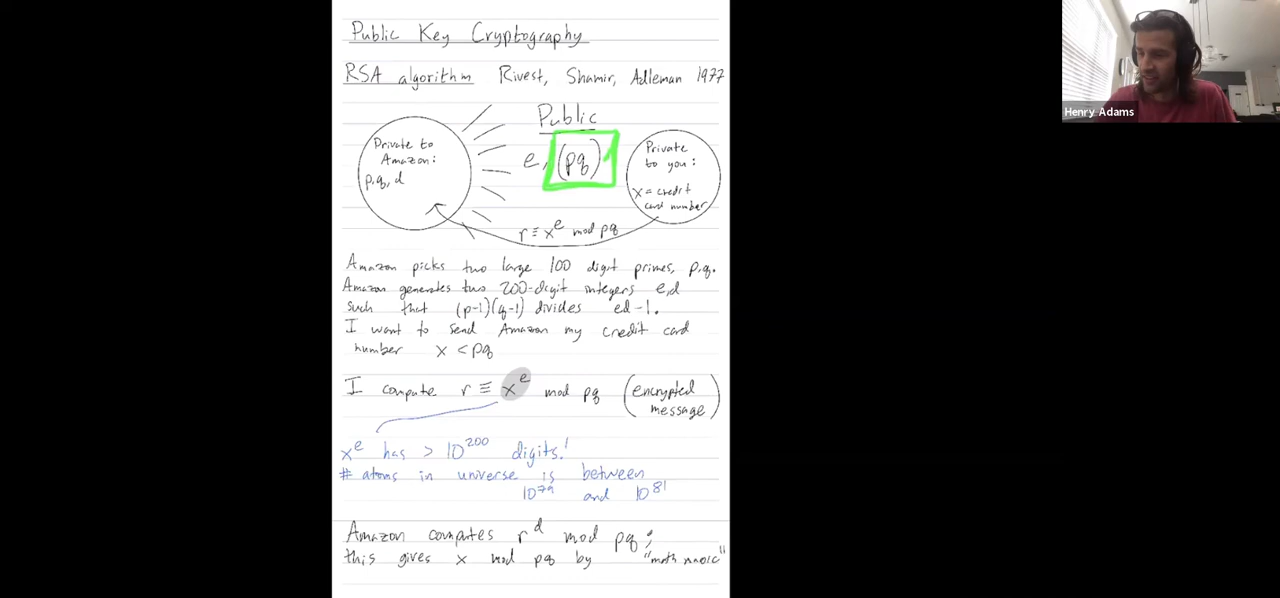 Public Key Cryptography
RSA algorithm Rivest, Shamir, Adleman 1977
Public
Private to
Amazon:
p,q,d
e, (pq)
Private
to you:
x = credit
card number
r ≡ x^e mod pq
Amazon picks two large 100 digit primes, p,q.
Amazon generates two 200-digit integers e,d
such that (p-1)(q-1) divides ed-1.
I want to send Amazon my credit card
number x < pq
I compute r ≡ x^e mod pq (encrypted
message)
x^e has > 10^200 digits!
# atoms in universe is between
10^79 and 10^81
Amazon computes r^d mod pq;
this gives x mod pq by "math magic"
Henry Adams